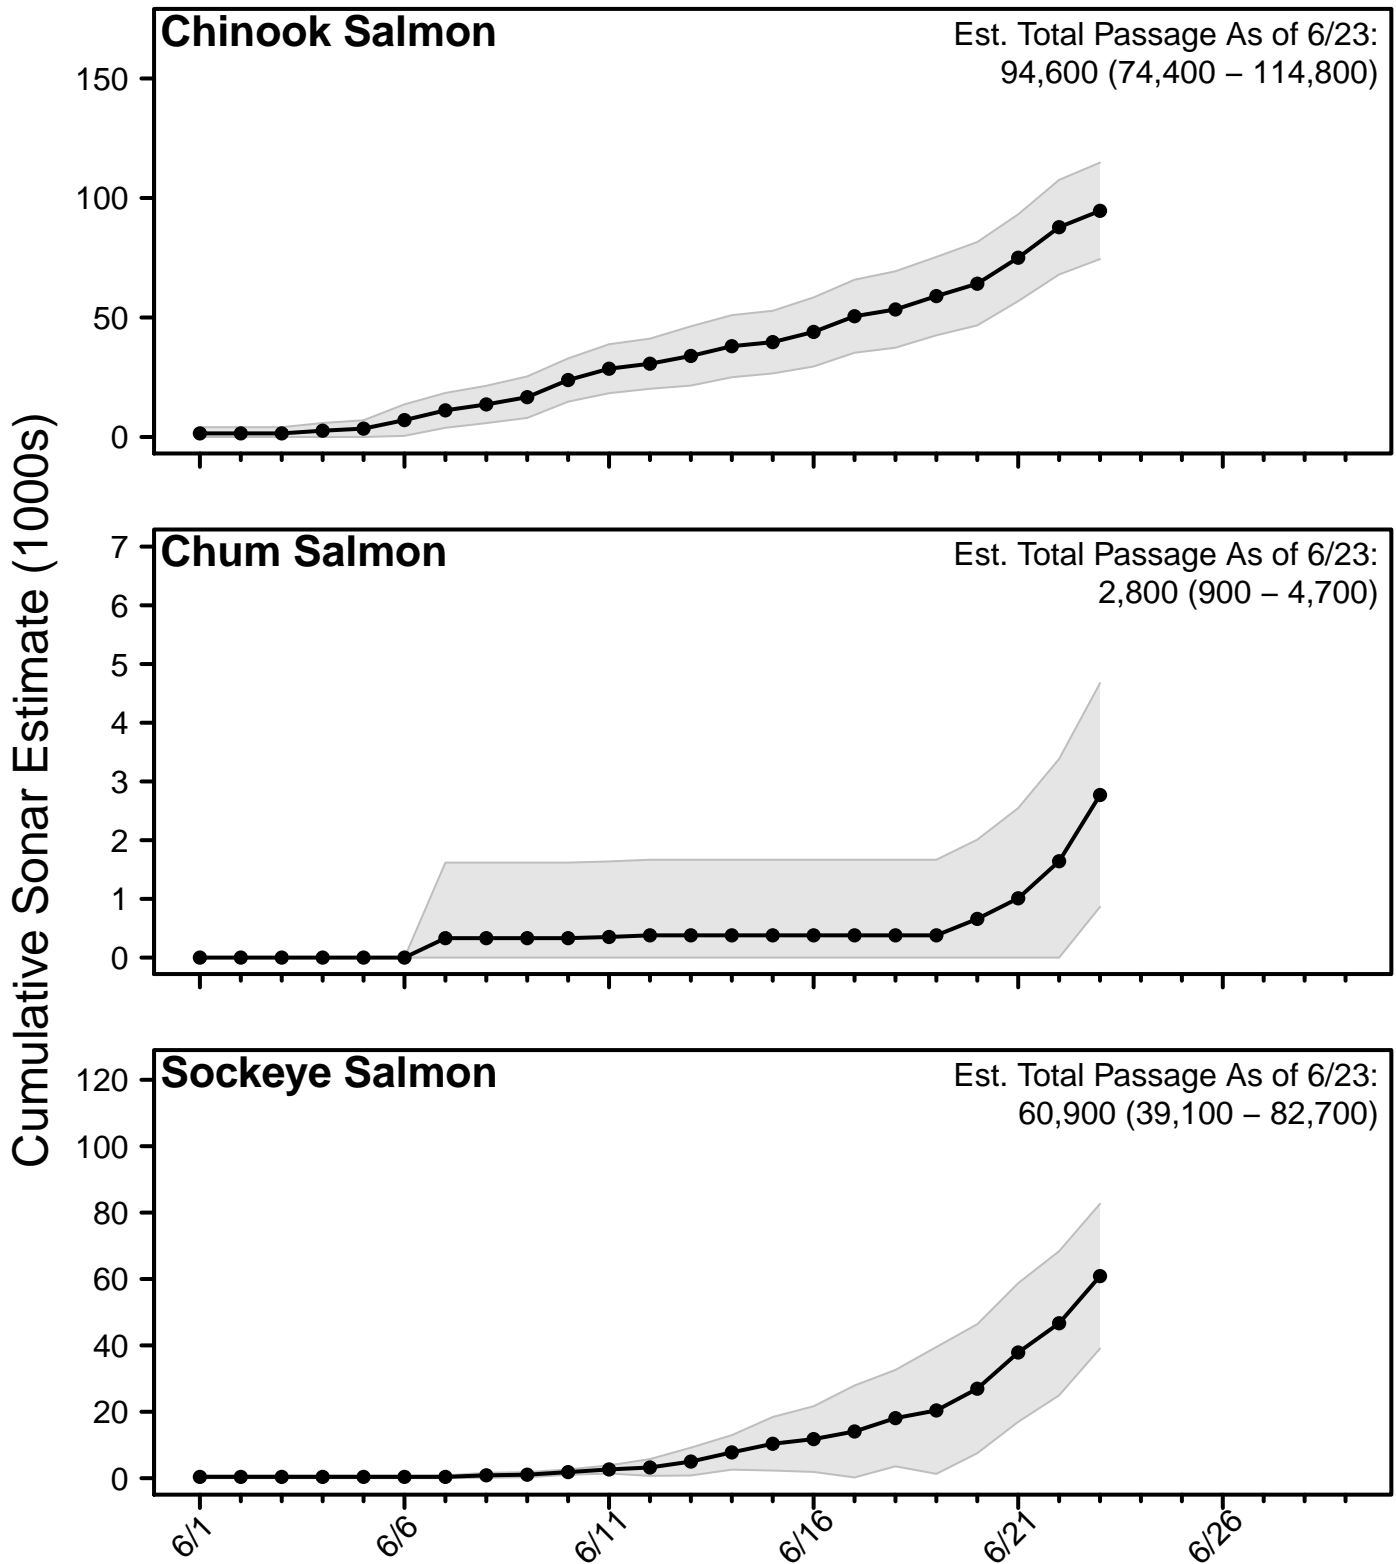 Cumulative Sonar Estimate (1000s)
Chinook Salmon
Est. Total Passage As of 6/23:
94,600 (74,400 – 114,800)
150
100
50
0
Chum Salmon
Est. Total Passage As of 6/23:
2,800 (900 – 4,700)
7
6
5
4
3
2
1
0
Sockeye Salmon
Est. Total Passage As of 6/23:
60,900 (39,100 – 82,700)
120
100
80
60
40
20
0
6/1
6/6
6/11
6/16
6/21
6/26